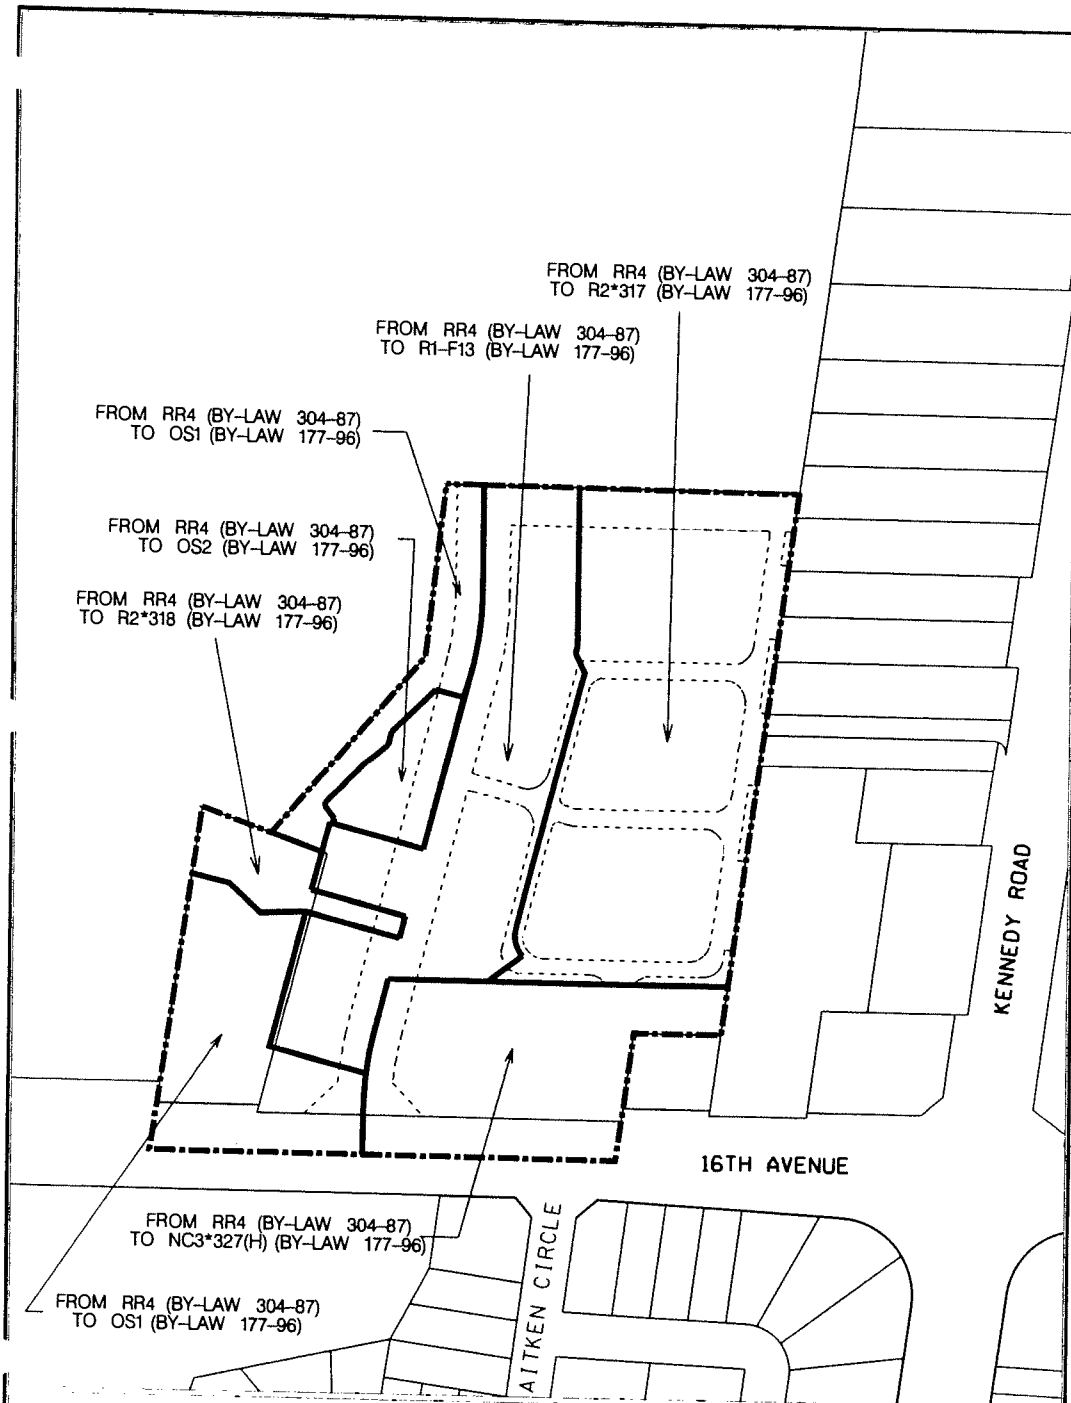 FROM RR4 (BY-LAW 304-87)
TO R2*317 (BY-LAW 177-96)
FROM RR4 (BY-LAW 304-87)
TO R1-F13 (BY-LAW 177-96)
FROM RR4 (BY-LAW 304-87)
TO OS1 (BY-LAW 177-96)
FROM RR4 (BY-LAW 304-87)
TO OS2 (BY-LAW 177-96)
FROM RR4 (BY-LAW 304-87)
TO R2*318 (BY-LAW 177-96)
KENNEDY ROAD
16TH AVENUE
FROM RR4 (BY-LAW 304-87)
TO NC3*327(H) (BY-LAW 177-96)
AITKEN CIRCLE
FROM RR4 (BY-LAW 304-87)
TO OS1 (BY-LAW 177-96)